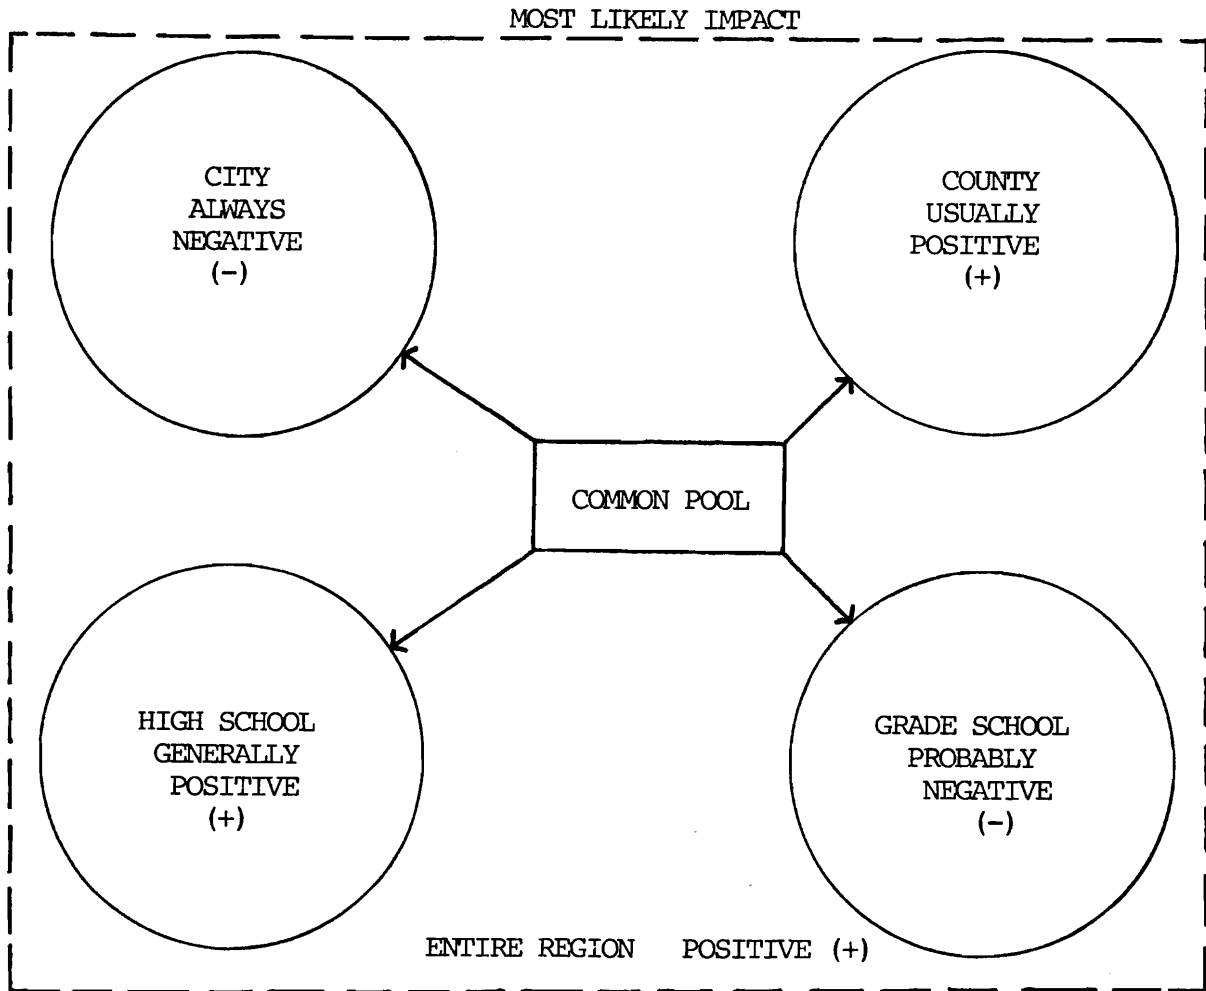 MOST LIKELY IMPACT
CITY
ALWAYS
NEGATIVE
(-)
COUNTY
USUALLY
POSITIVE
(+)
COMMON POOL
HIGH SCHOOL
GENERALLY
POSITIVE
(+)
GRADE SCHOOL
PROBABLY
NEGATIVE
(-)
ENTIRE REGION POSITIVE (+)